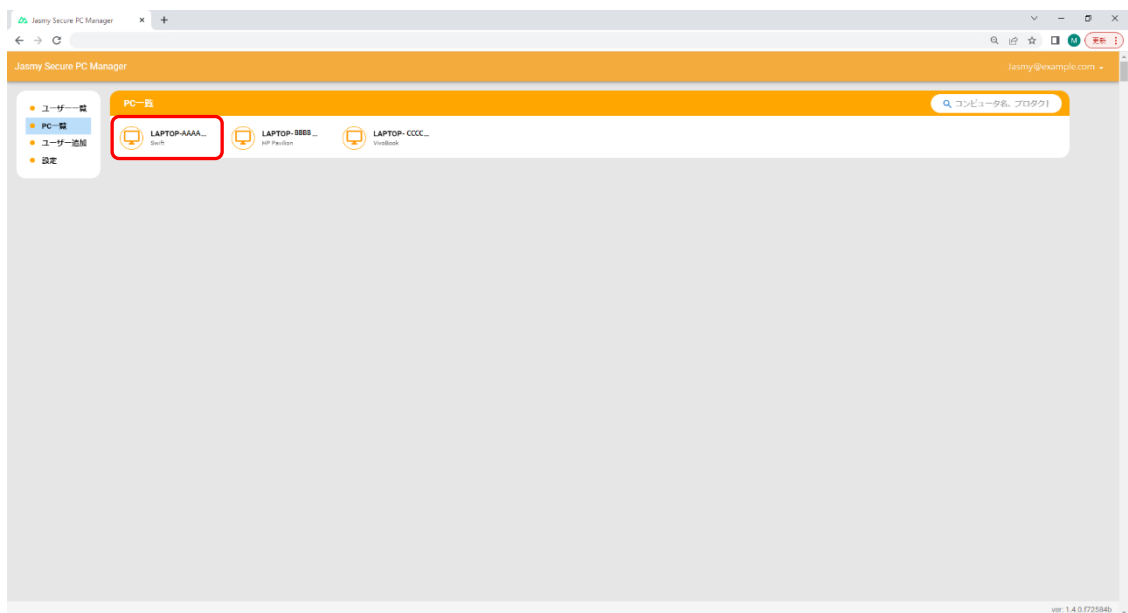 Jasmy Secure PC Manager
M
更新
Jasmy Secure PC Manager
Jasmy@example.com
ユーザー一覧
PC一覧
ユーザー追加
設定
PC一覧
コンピュータ名、プロダクト
LAPTOP-AAAA...
Swift
LAPTOP-BBBB ...
HP Pavilion
LAPTOP- CCCC...
VivoBook
ver: 1.4.0.f72584b